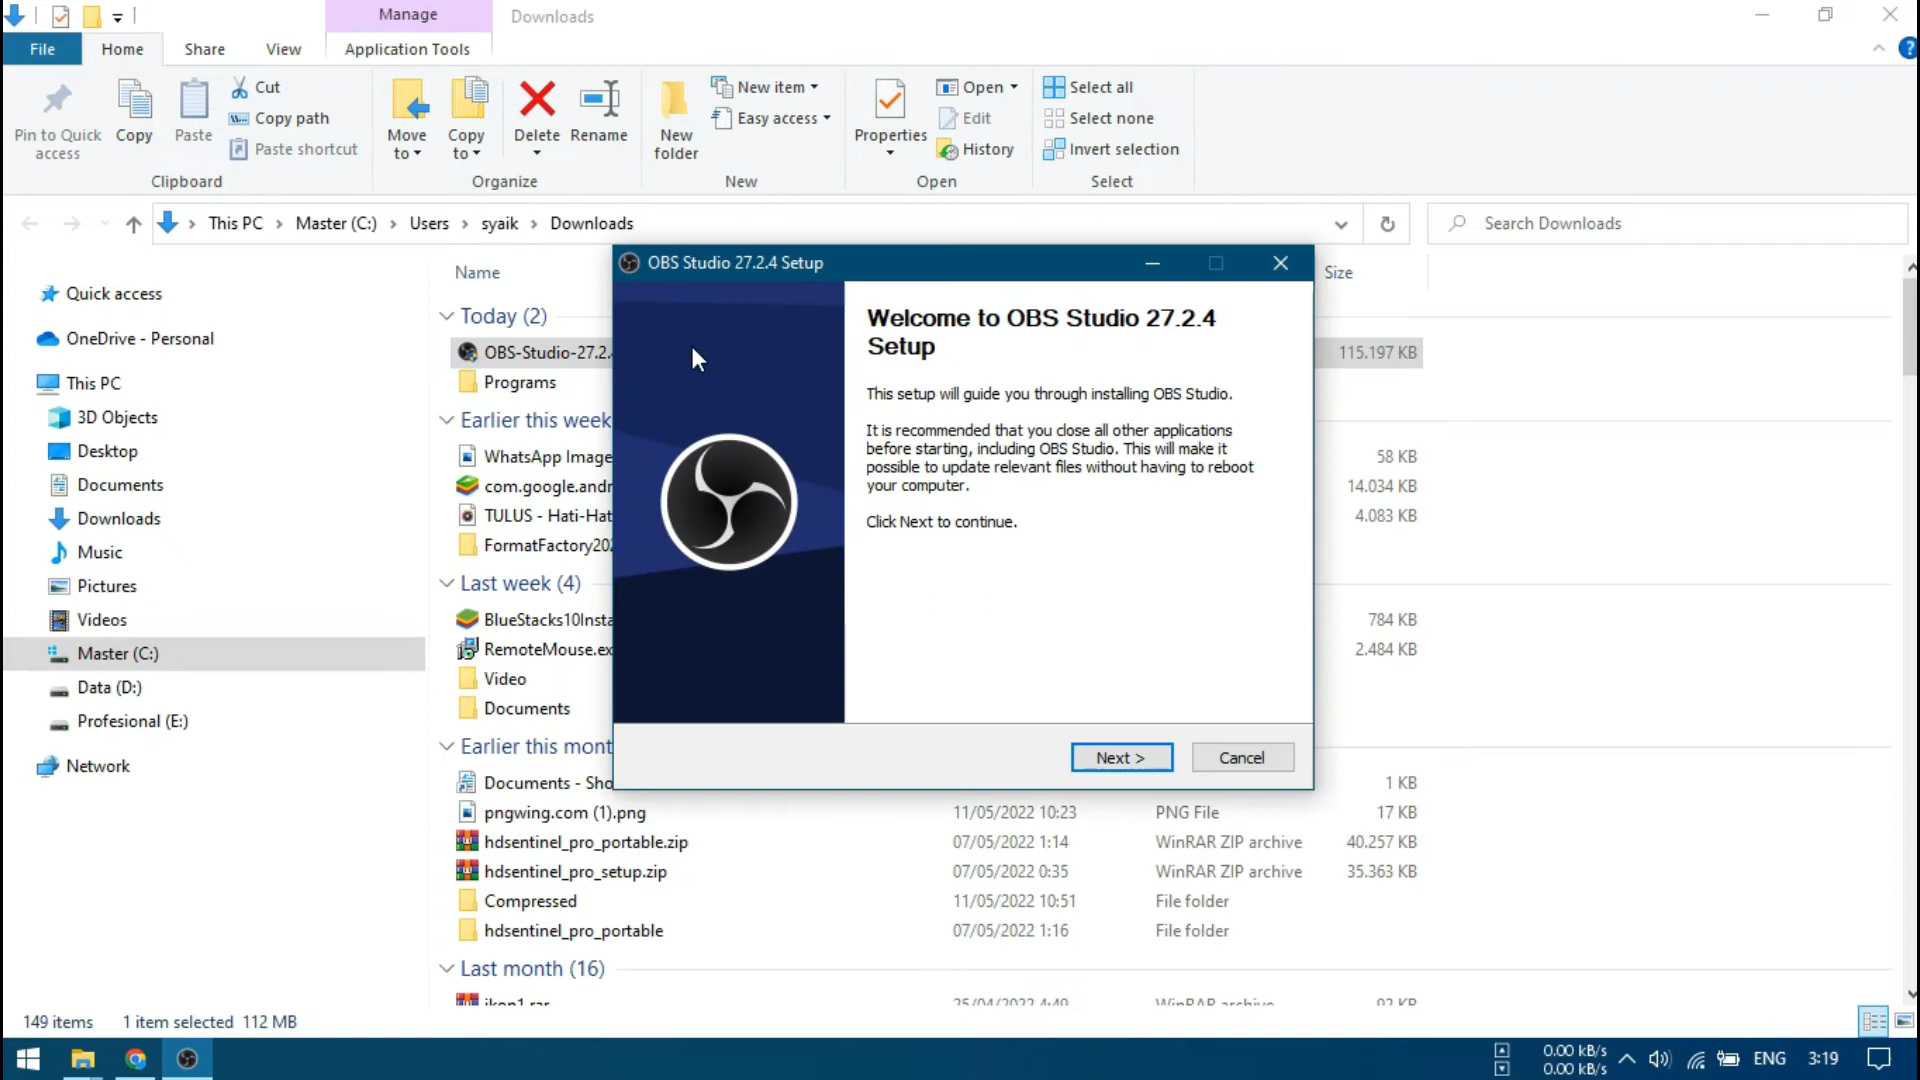 Manage
Downloads
File
Home
Share
View
Application Tools
Pin to Quick
access
Copy
Paste
Cut
Copy path
Paste shortcut
Clipboard
Move
to
Copy
to
Delete
Rename
Organize
New
folder
New item
Easy access
New
Properties
Open
Edit
History
Open
Select all
Select none
Invert selection
Select
This PC > Master (C:) > Users > syaik > Downloads
Search Downloads
Quick access
OneDrive - Personal
This PC
3D Objects
Desktop
Documents
Downloads
Music
Pictures
Videos
Master (C:)
Data (D:)
Profesional (E:)
Network
Name
Size
Today (2)
OBS-Studio-27.2.
115.197 KB
Programs
Earlier this week
WhatsApp Image
58 KB
com.google.andr
14.034 KB
TULUS - Hati-Hat
4.083 KB
FormatFactory202
Last week (4)
BlueStacks10Insta
784 KB
RemoteMouse.ex
2.484 KB
Video
Documents
Earlier this mont
Documents - Sho
1 KB
pngwing.com (1).png
11/05/2022 10:23
PNG File
17 KB
hdsentinel_pro_portable.zip
07/05/2022 1:14
WinRAR ZIP archive
40.257 KB
hdsentinel_pro_setup.zip
07/05/2022 0:35
WinRAR ZIP archive
35.363 KB
Compressed
11/05/2022 10:51
File folder
hdsentinel_pro_portable
07/05/2022 1:16
File folder
Last month (16)
ikon1.rar
25/04/2022 4:49
WinRAR archive
92 KB
OBS Studio 27.2.4 Setup
Welcome to OBS Studio 27.2.4
Setup
This setup will guide you through installing OBS Studio.
It is recommended that you close all other applications
before starting, including OBS Studio. This will make it
possible to update relevant files without having to reboot
your computer.
Click Next to continue.
Next >
Cancel
149 items
1 item selected 112 MB
0.00 kB/s
0.00 kB/s
ENG
3:19